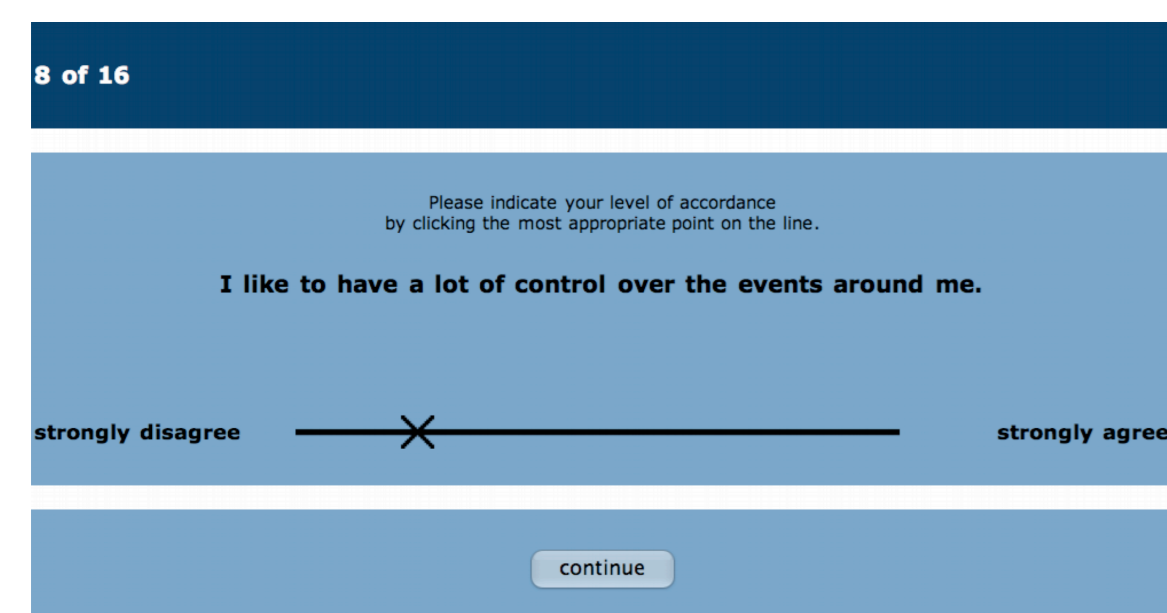 8 of 16
Please indicate your level of accordance
by clicking the most appropriate point on the line.
I like to have a lot of control over the events around me.
strongly disagree
strongly agree
continue